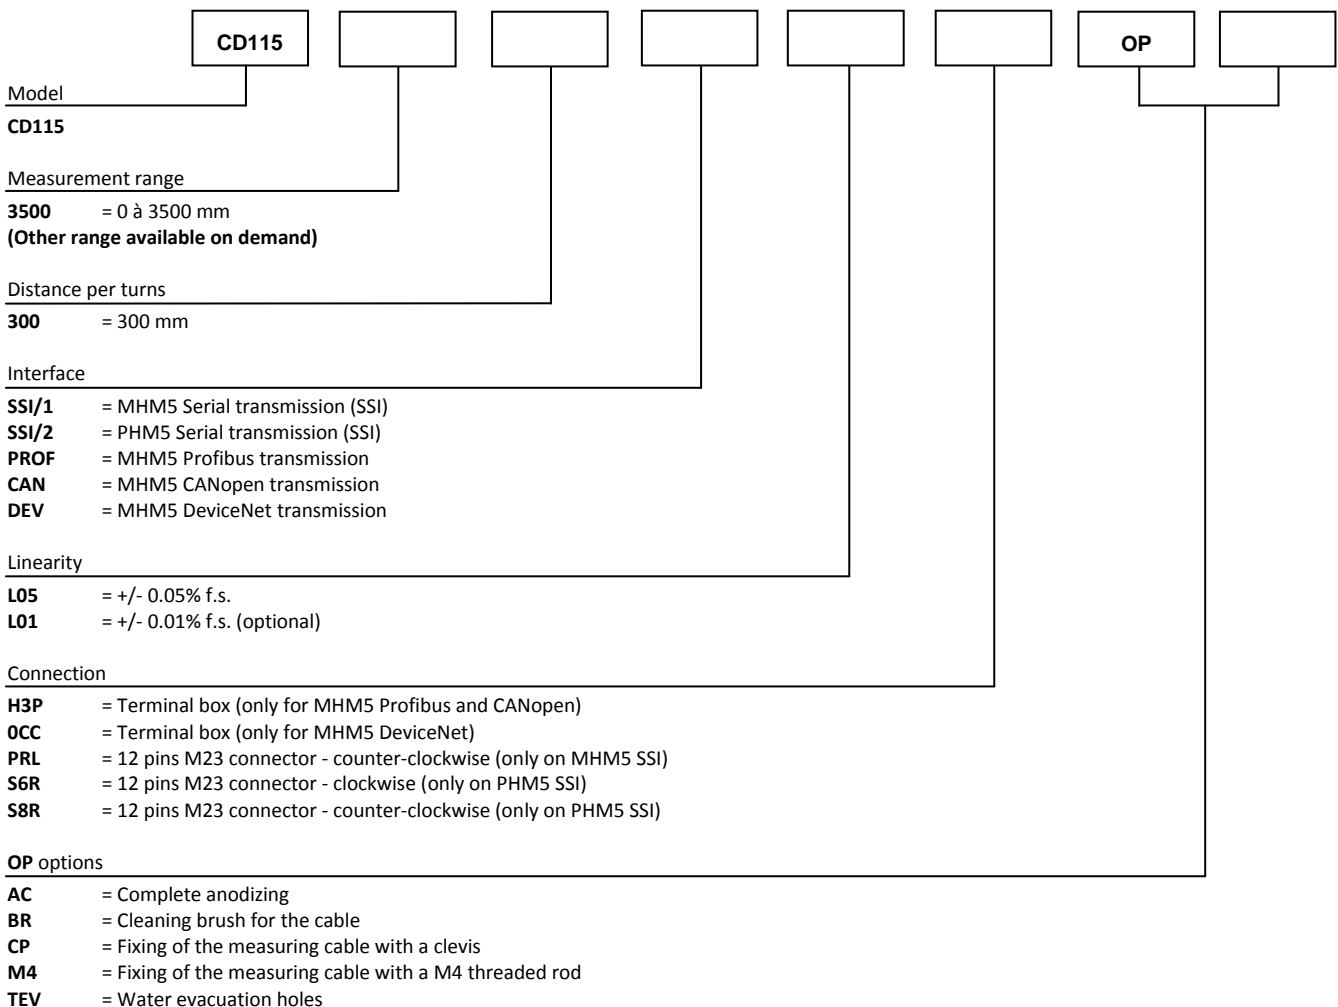 CD115 OP
Model
CD115
Measurement range
3500 = 0 à 3500 mm
(Other range available on demand)
Distance per turns
300 = 300 mm
Interface
SSI/1 = MHM5 Serial transmission (SSI)
SSI/2 = PHM5 Serial transmission (SSI)
PROF = MHM5 Profibus transmission
CAN = MHM5 CANopen transmission
DEV = MHM5 DeviceNet transmission
Linearity
L05 = +/- 0.05% f.s.
L01 = +/- 0.01% f.s. (optional)
Connection
H3P = Terminal box (only for MHM5 Profibus and CANopen)
0CC = Terminal box (only for MHM5 DeviceNet)
PRL = 12 pins M23 connector - counter-clockwise (only on MHM5 SSI)
S6R = 12 pins M23 connector - clockwise (only on PHM5 SSI)
S8R = 12 pins M23 connector - counter-clockwise (only on PHM5 SSI)
OP options
AC = Complete anodizing
BR = Cleaning brush for the cable
CP = Fixing of the measuring cable with a clevis
M4 = Fixing of the measuring cable with a M4 threaded rod
TEV = Water evacuation holes